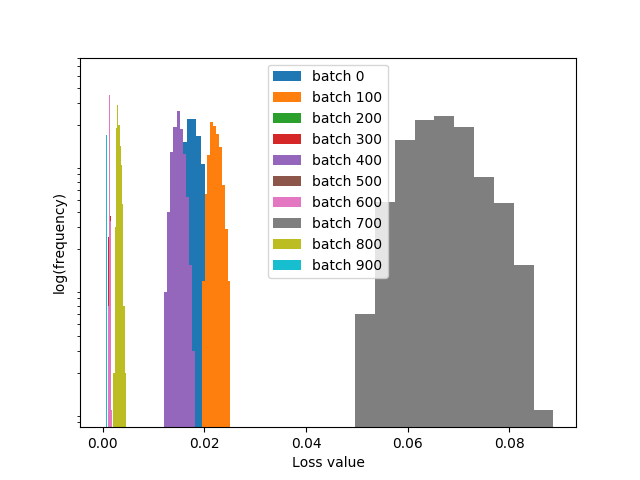 batch 0
batch 100
batch 200
batch 300
batch 400
batch 500
batch 600
batch 700
batch 800
batch 900
log(frequency)
0.00 0.02 0.04 0.06 0.08
Loss value